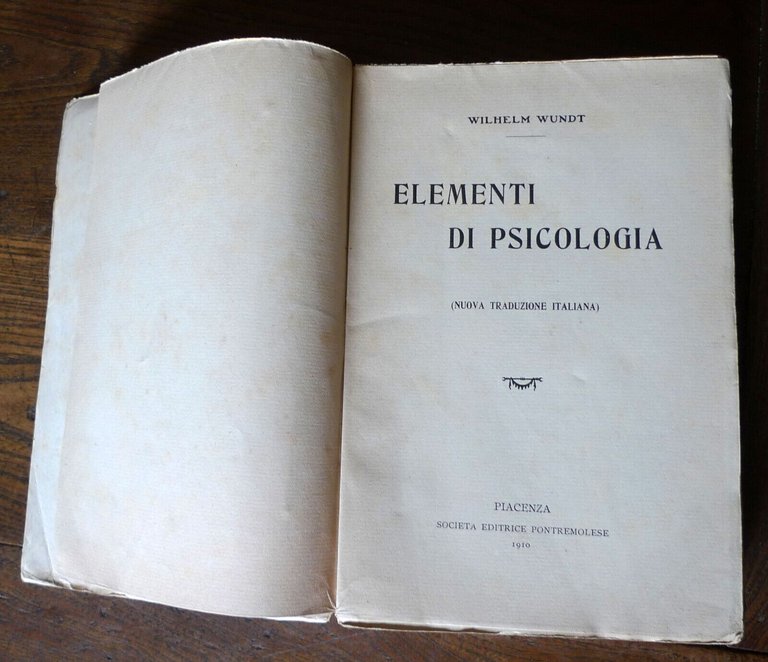 WILHELM WUNDT
ELEMENTI
DI PSICOLOGIA
(NUOVA TRADUZIONE ITALIANA)
PIACENZA
SOCIETA EDITRICE PONTREMOLESE
1910